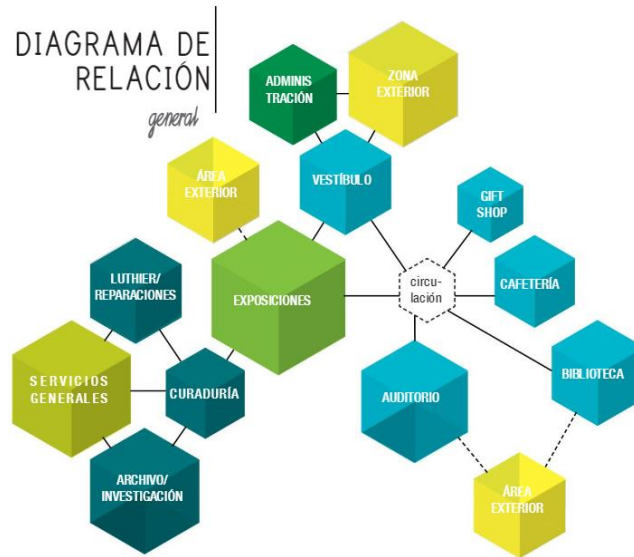 DIAGRAMA DE
RELACIÓN
general
ADMINIS
TRACIÓN
ZONA
EXTERIOR
VESTÍBULO
ÁREA
EXTERIOR
GIFT
SHOP
LUTHIER/
REPARACIONES
EXPOSICIONES
circu-
lación
CAFETERÍA
SERVICIOS
GENERALES
CURADURÍA
AUDITORIO
BIBLIOTECA
ARCHIVO/
INVESTIGACIÓN
ÁREA
EXTERIOR